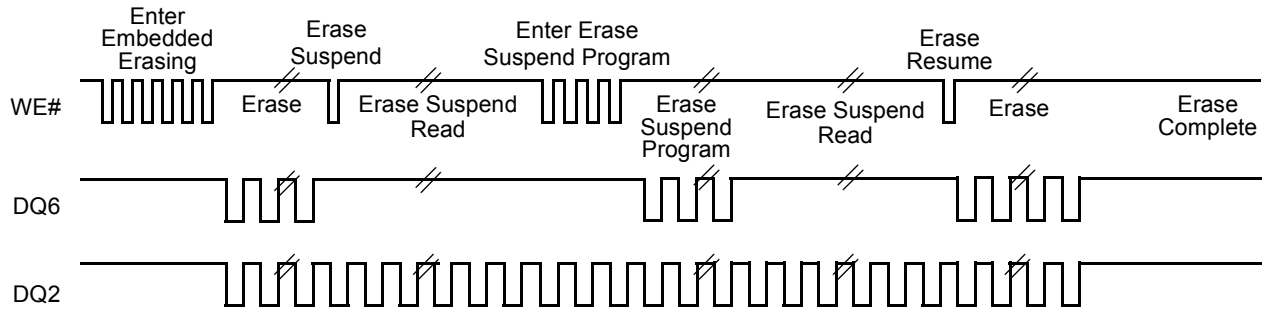 Enter
Embedded
Erasing
Erase
Suspend
Enter Erase
Suspend Program
Erase
Resume
WE#
Erase
Erase Suspend
Read
Erase
Suspend
Program
Erase Suspend
Read
Erase
Erase
Complete
DQ6
DQ2